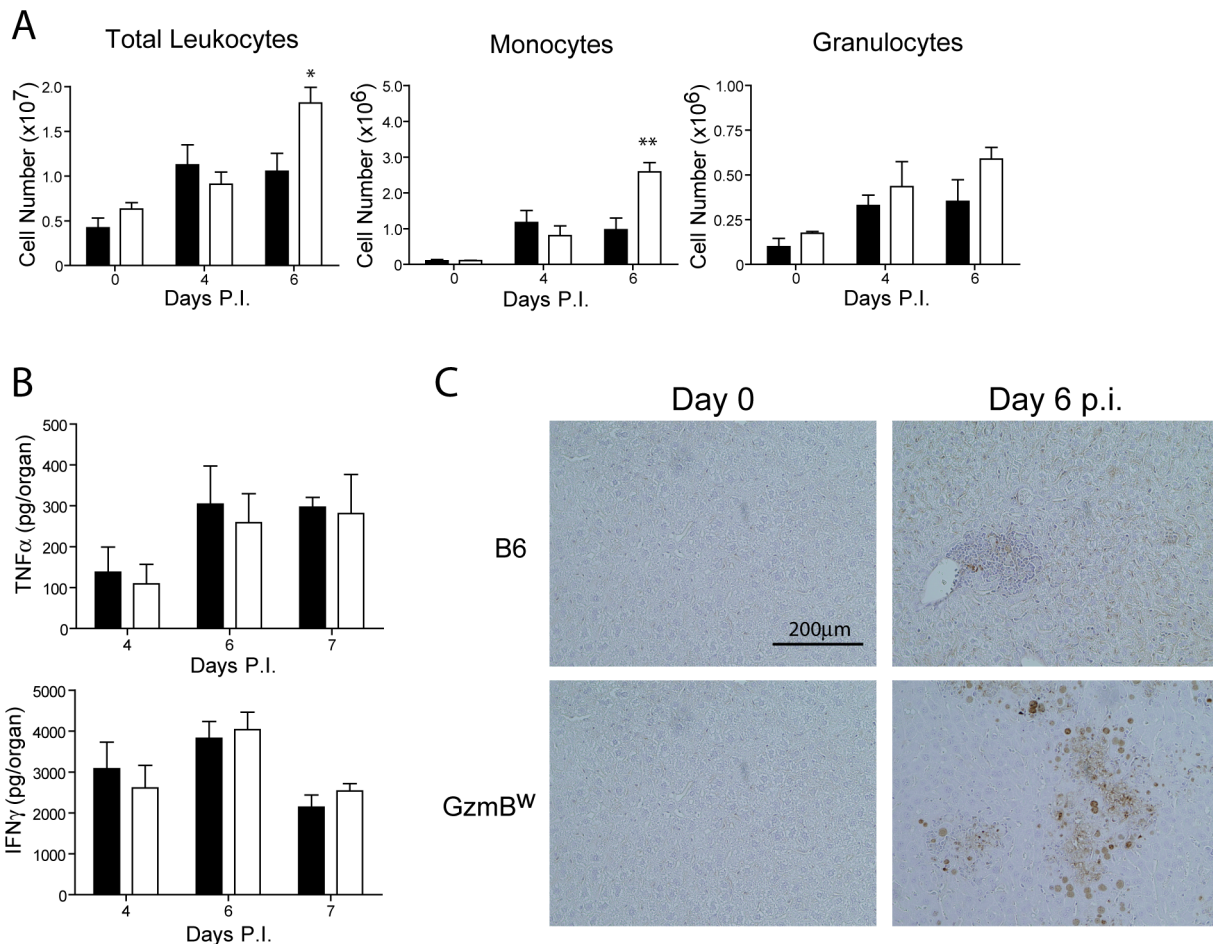 A
Total Leukocytes
Monocytes
Granulocytes
Cell Number (x10⁷)
2.0
1.5
1.0
0.5
0
*
0
4
6
Days P.I.
Cell Number (x10⁶)
5.0
4.0
3.0
2.0
1.0
0
**
0
4
6
Days P.I.
Cell Number (x10⁶)
1.00
0.75
0.50
0.25
0
0
4
6
Days P.I.
B
TNFα (pg/organ)
500
400
300
200
100
0
4
6
7
Days P.I.
IFNγ (pg/organ)
5000
4000
3000
2000
1000
0
4
6
7
Days P.I.
C
Day 0
Day 6 p.i.
B6
200μm
GzmBᵂ